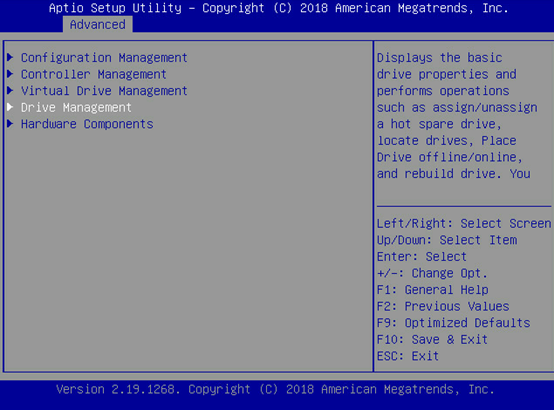 Aptio Setup Utility – Copyright (C) 2018 American Megatrends, Inc.
Advanced
Configuration Management
Controller Management
Virtual Drive Management
Drive Management
Hardware Components
Displays the basic
drive properties and
performs operations
such as assign/unassign
a hot spare drive,
locate drives, Place
Drive offline/online,
and rebuild drive. You
Left/Right: Select Screen
Up/Down: Select Item
Enter: Select
+/-: Change Opt.
F1: General Help
F2: Previous Values
F9: Optimized Defaults
F10: Save & Exit
ESC: Exit
Version 2.19.1268. Copyright (C) 2018 American Megatrends, Inc.